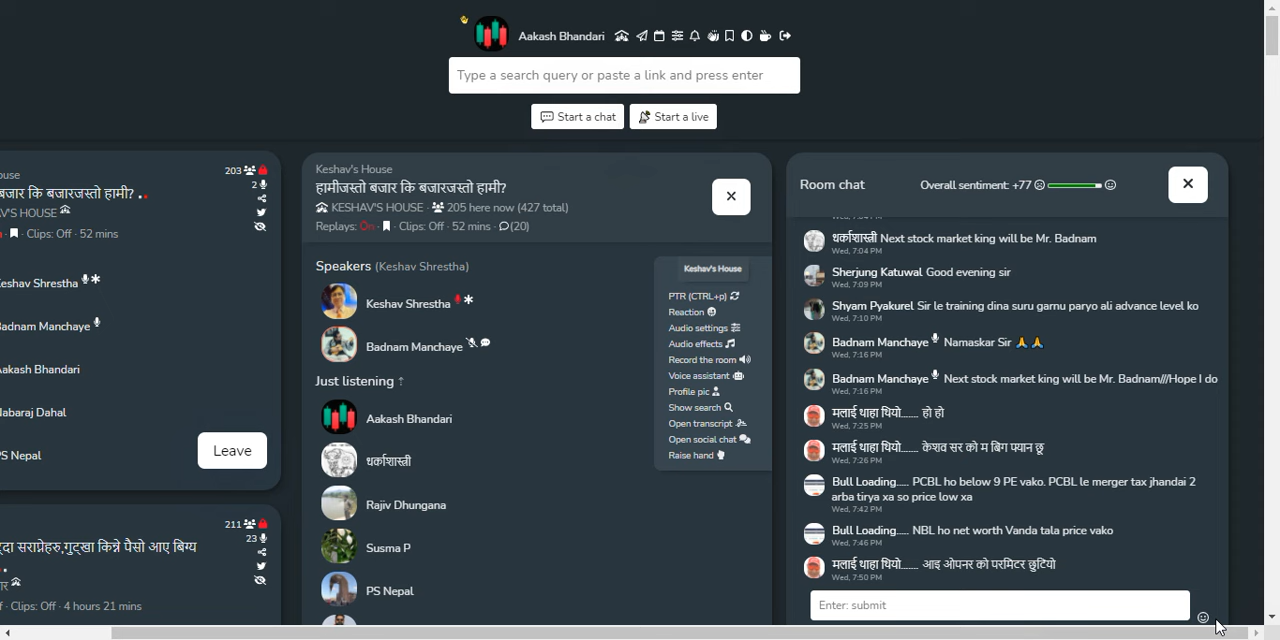 Aakash Bhandari
Type a search query or paste a link and press enter
Start a chat
Start a live
ouse
203
बजार कि बजारजस्तो हामी?
2
AV'S HOUSE
Clips: Off · 52 mins
eshav Shrestha
Badnam Manchaye
Aakash Bhandari
Nabaraj Dahal
PS Nepal
Leave
211
23
Clips: Off · 4 hours 21 mins
Keshav's House
हामीजस्तो बजार कि बजारजस्तो हामी?
KESHAV'S HOUSE · 205 here now (427 total)
Replays: On · Clips: Off · 52 mins · (20)
Speakers (Keshav Shrestha)
Keshav Shrestha
Badnam Manchaye
Just listening ↑
Aakash Bhandari
धर्काशास्त्री
Rajiv Dhungana
Susma P
PS Nepal
Keshav's House
PTR (CTRL+p)
Reaction
Audio settings
Audio effects
Record the room
Voice assistant
Profile pic
Show search
Open transcript
Open social chat
Raise hand
Room chat
Overall sentiment: +77
Wed, 7:04 PM
धर्काशास्त्री Next stock market king will be Mr. Badnam
Wed, 7:04 PM
Sherjung Katuwal Good evening sir
Wed, 7:09 PM
Shyam Pyakurel Sir le training dina suru garnu paryo ali advance level ko
Wed, 7:10 PM
Badnam Manchaye Namaskar Sir 🙏 🙏
Wed, 7:16 PM
Badnam Manchaye Next stock market king will be Mr. Badnam///Hope I do
Wed, 7:16 PM
मलाई थाहा थियो....... हो हो
Wed, 7:25 PM
मलाई थाहा थियो....... केशव सर को म बिग फ्यान छू
Wed, 7:26 PM
Bull Loading..... PCBL ho below 9 PE vako. PCBL le merger tax jhandai 2
arba tirya xa so price low xa
Wed, 7:42 PM
Bull Loading..... NBL ho net worth Vanda tala price vako
Wed, 7:46 PM
मलाई थाहा थियो....... आइ ओपनर को परमिटर छुटियो
Wed, 7:50 PM
Enter: submit